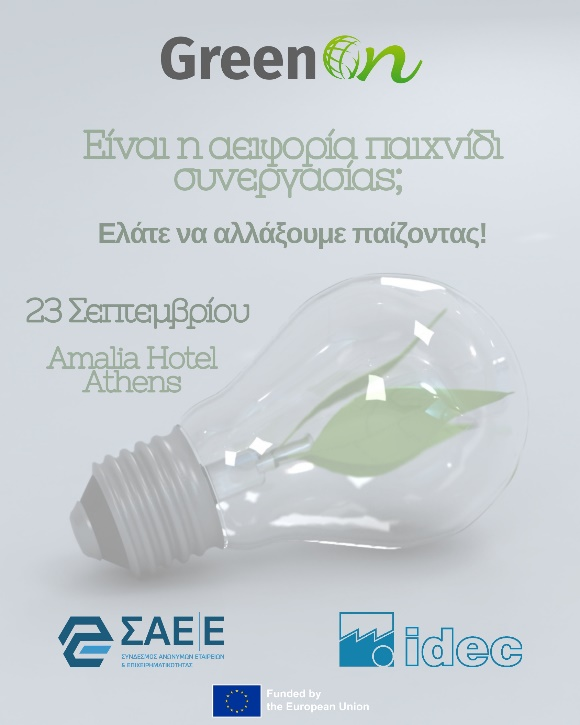 GreenOn
Είναι η αειφορία παιχνίδι
συνεργασίας;
Ελάτε να αλλάξουμε παίζοντας!
23 Σεπτεμβρίου
Amalia Hotel
Athens
ΣΑΕ|Ε
ΣΥΝΔΕΣΜΟΣ ΑΝΩΝΥΜΩΝ ΕΤΑΙΡΕΙΩΝ
& ΕΠΙΧΕΙΡΗΜΑΤΙΚΟΤΗΤΑΣ
idec
Funded by
the European Union